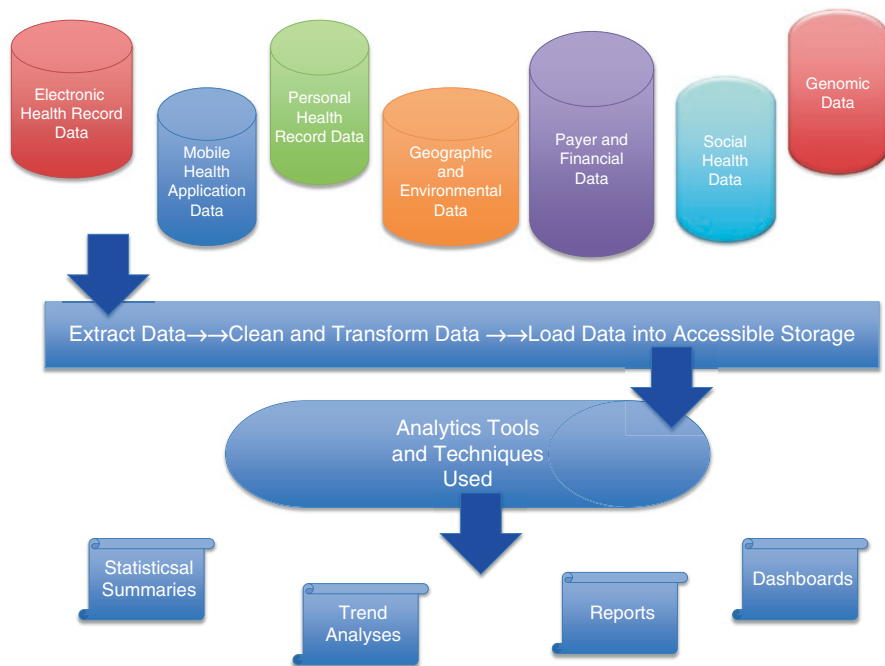 Electronic
Health Record
Data
Mobile
Health
Application
Data
Personal
Health
Record Data
Geographic
and
Environmental
Data
Payer and
Financial
Data
Social
Health
Data
Genomic
Data
Extract Data→→Clean and Transform Data →→Load Data into Accessible Storage
Analytics Tools
and Techniques
Used
Statisticsal
Summaries
Trend
Analyses
Reports
Dashboards